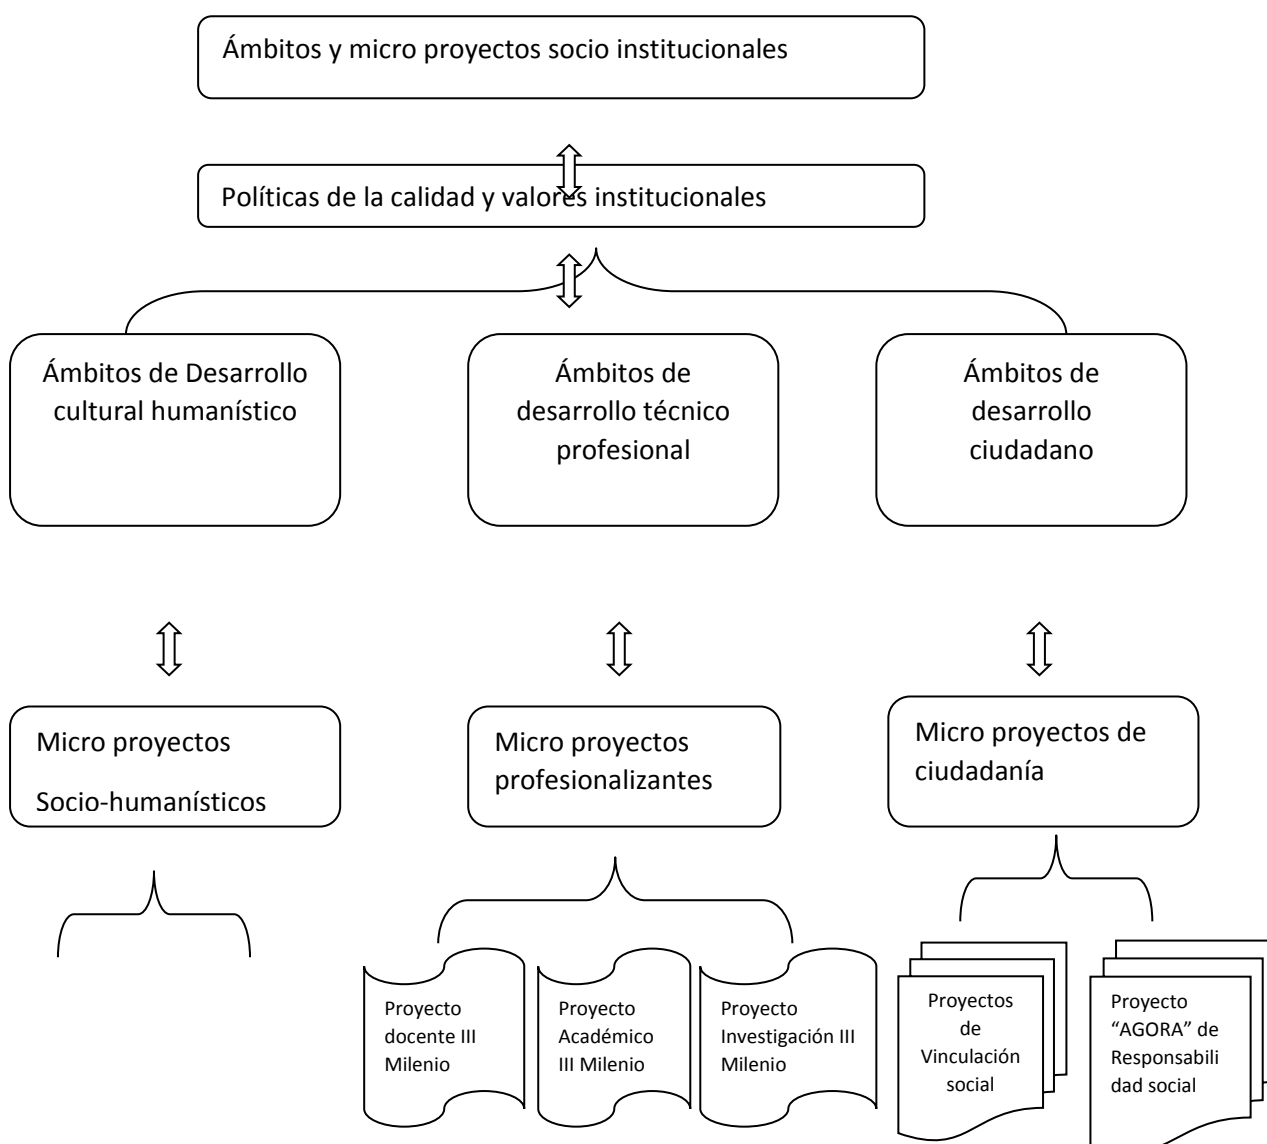 Ámbitos y micro proyectos socio institucionales
Políticas de la calidad y valores institucionales
Ámbitos de Desarrollo
cultural humanístico
Ámbitos de
desarrollo técnico
profesional
Ámbitos de
desarrollo
ciudadano
Micro proyectos
Socio-humanísticos
Micro proyectos
profesionalizantes
Micro proyectos de
ciudadanía
Proyecto
docente III
Milenio
Proyecto
Académico
III Milenio
Proyecto
Investigación III
Milenio
Proyectos
de
Vinculación
social
Proyecto
“AGORA” de
Responsabili
dad social